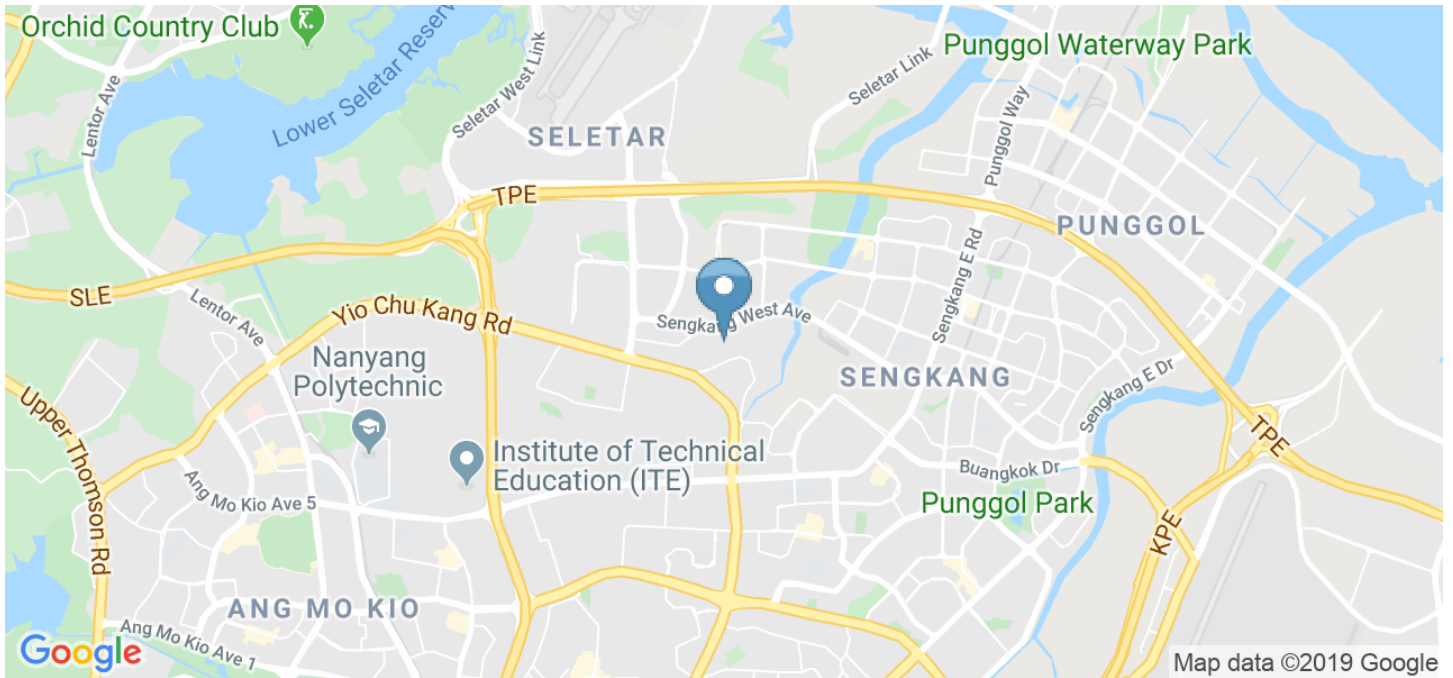 Orchid Country Club
Lentor Ave
Lower Seletar Reserv
Seletar West Link
SELETAR
Seletar Link
Punggol Waterway Park
Punggol Way
TPE
PUNGGOL
SLE
Lentor Ave
Yio Chu Kang Rd
Sengkang West Ave
Sengkang E Rd
Nanyang
Polytechnic
SENGKANG
Sengkang E Dr
Upper Thomson Rd
Institute of Technical
Education (ITE)
TPE
Buangkok Dr
Ang Mo Kio Ave 5
Punggol Park
KPE
ANG MO KIO
Ang Mo Kio Ave 1
Google
Map data ©2019 Google